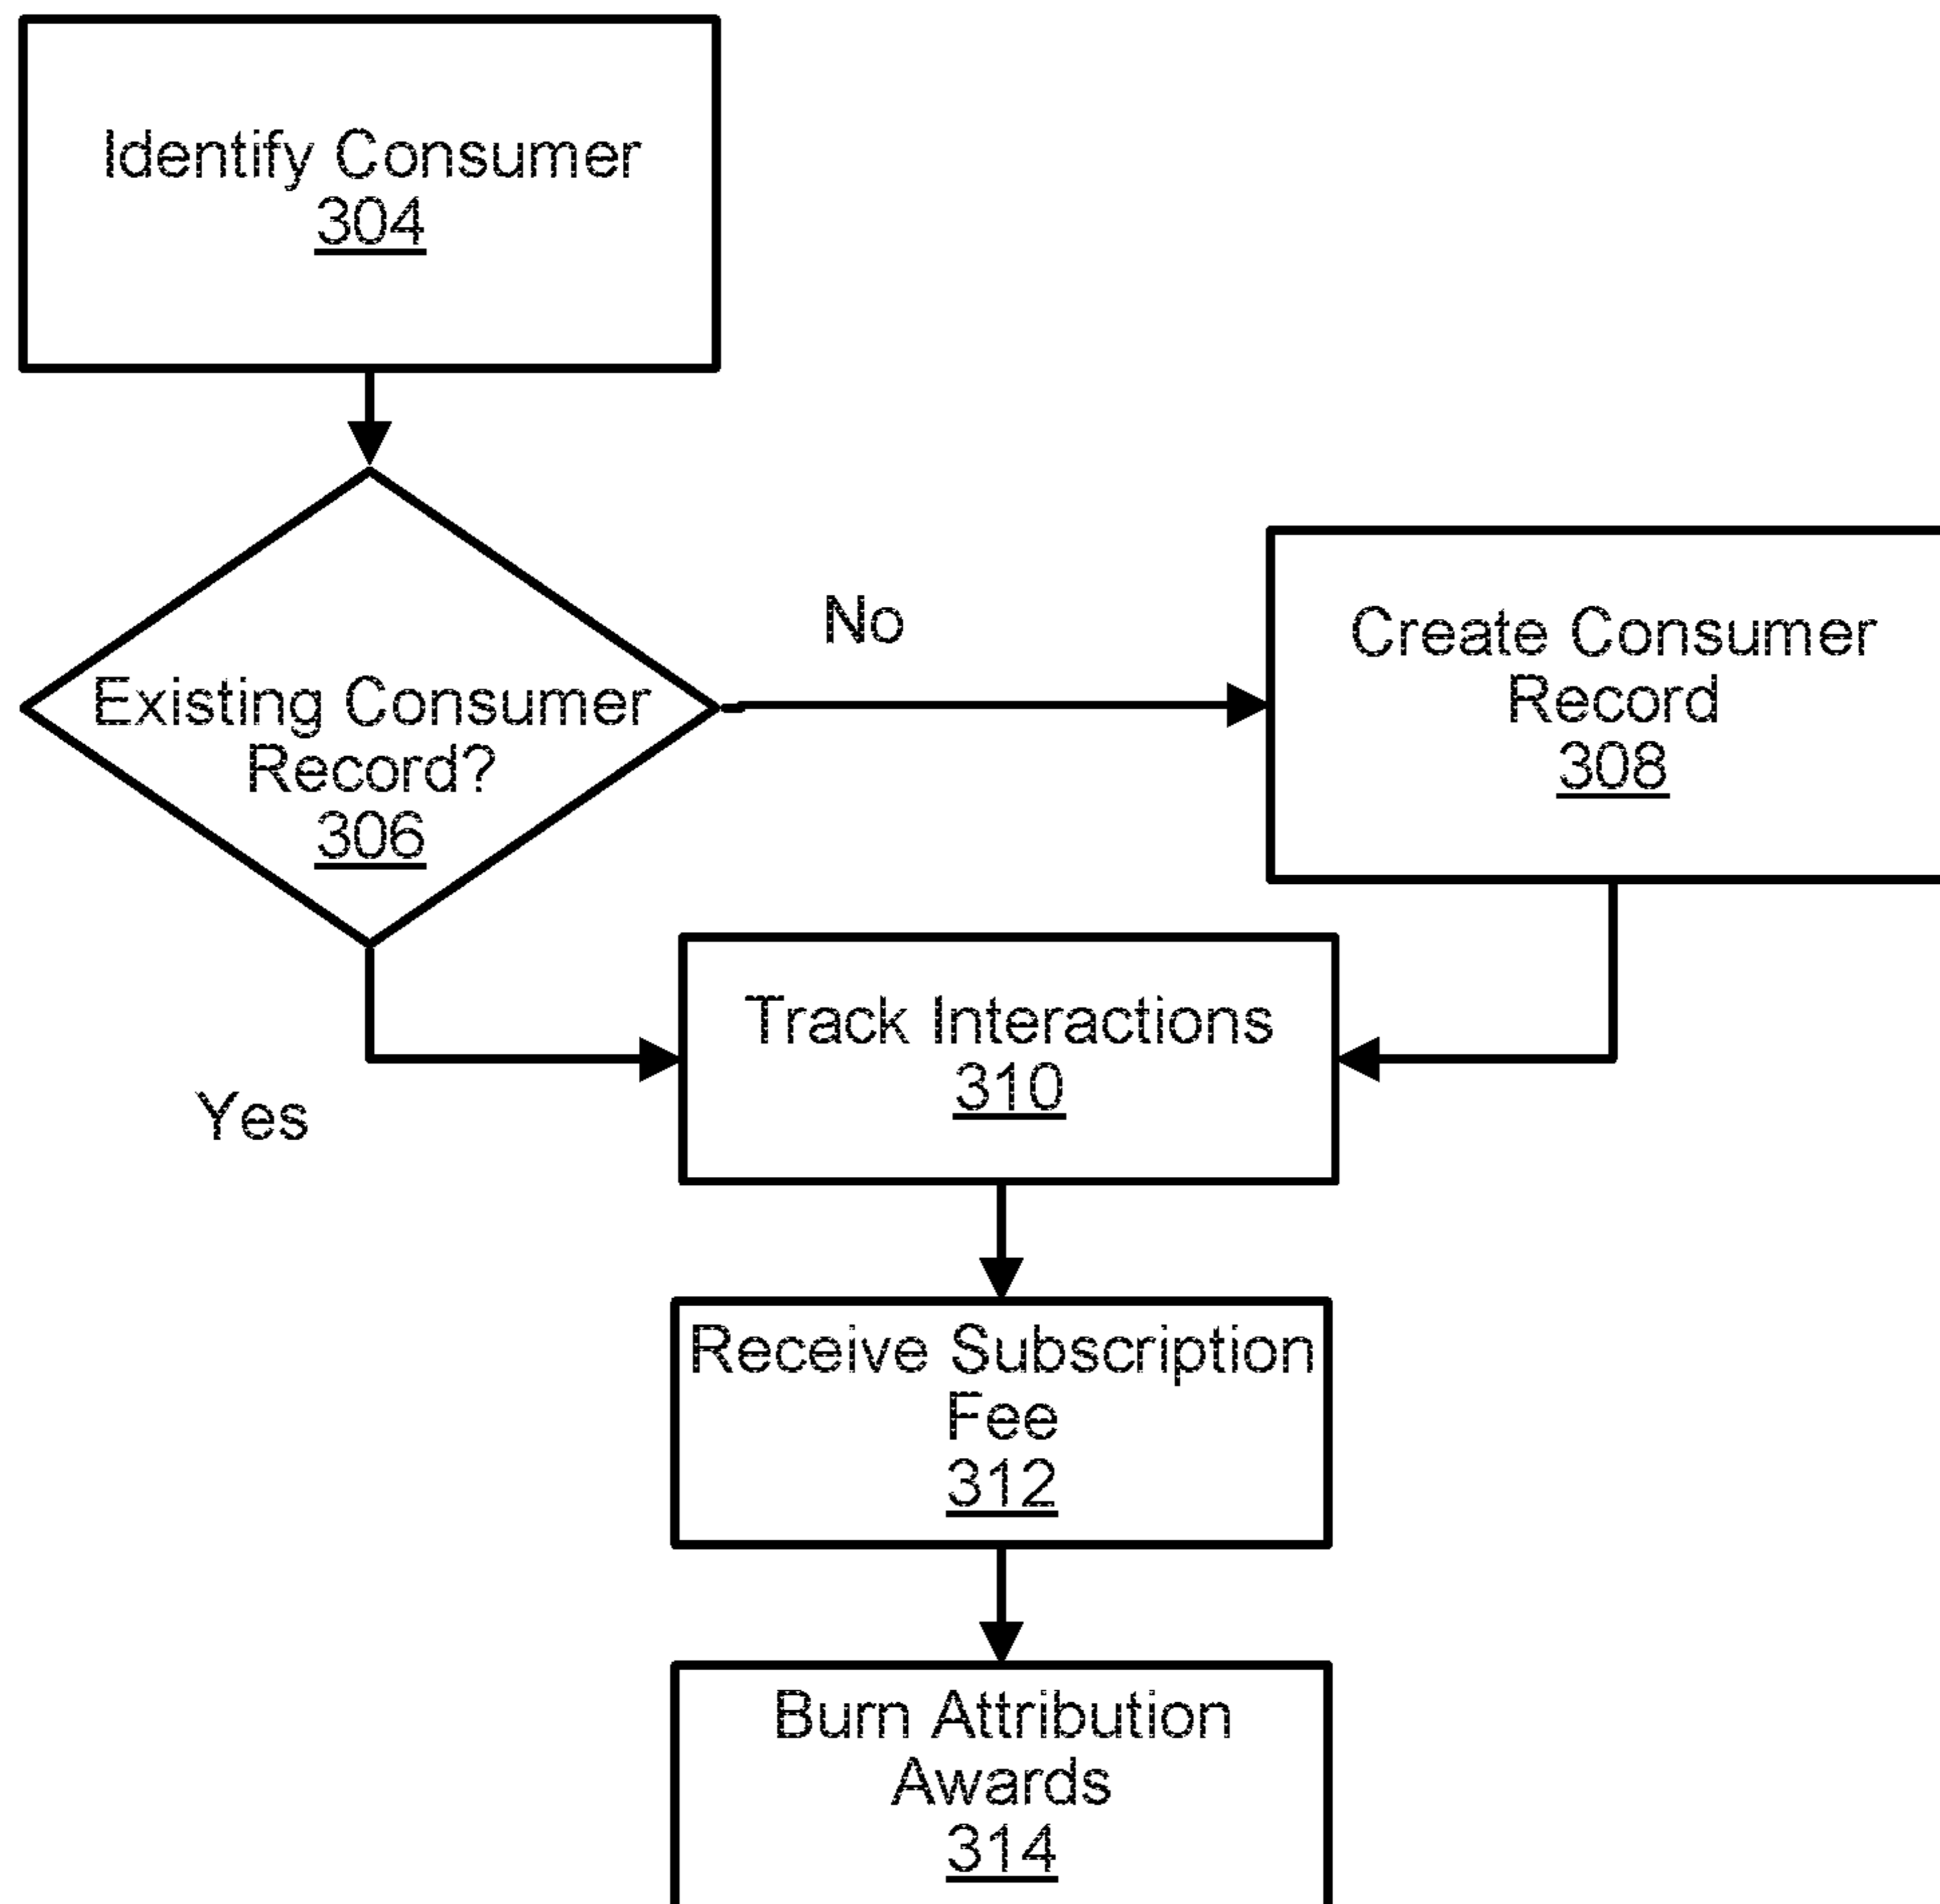 Identify Consumer
304
No
Existing Consumer
Record?
306
Create Consumer
Record
308
Yes
Track Interactions
310
Receive Subscription
Fee
312
Burn Attribution
Awards
314